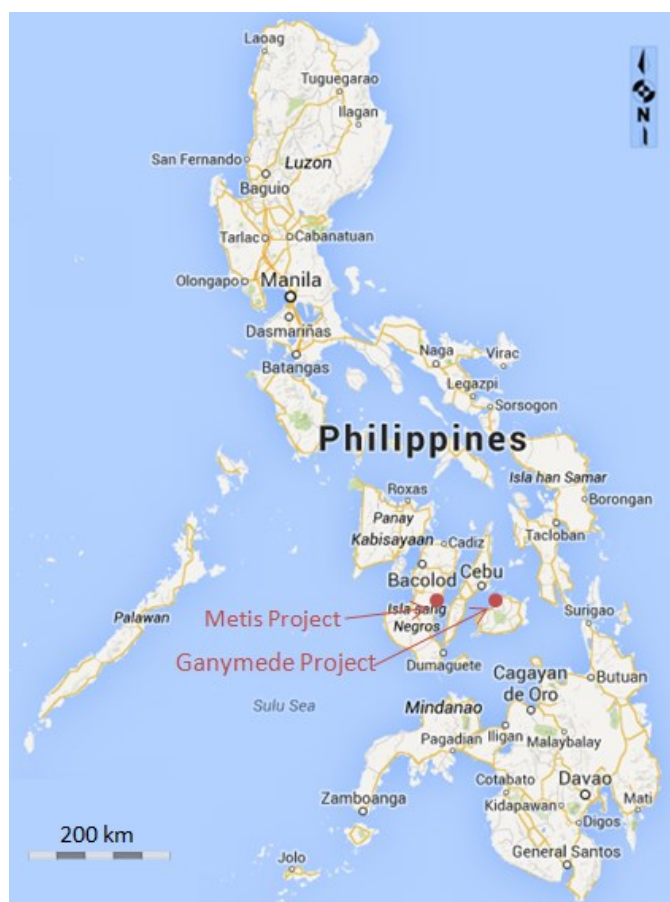 Laoag
Tuguegarao
Ilagan
N
San Fernando
Luzon
Baguio
Tarlac
Cabanatuan
Olongapo
Manila
Dasmariñas
Batangas
Naga
Virac
Legazpi
Sorsogon
Philippines
Isla han Samar
Roxas
Borongan
Panay
Kabisayaan
Cadiz
Tacloban
Bacolod
Cebu
Palawan
Metis Project
Isla sang
Negros
Surigao
Ganymede Project
Dumaguete
Cagayan
de Oro
Butuan
Sulu Sea
Mindanao
Iligan
Pagadian
Malaybalay
Cotabato
Davao
Zamboanga
Kidapawan
Mati
Digos
200 km
General Santos
Jolo